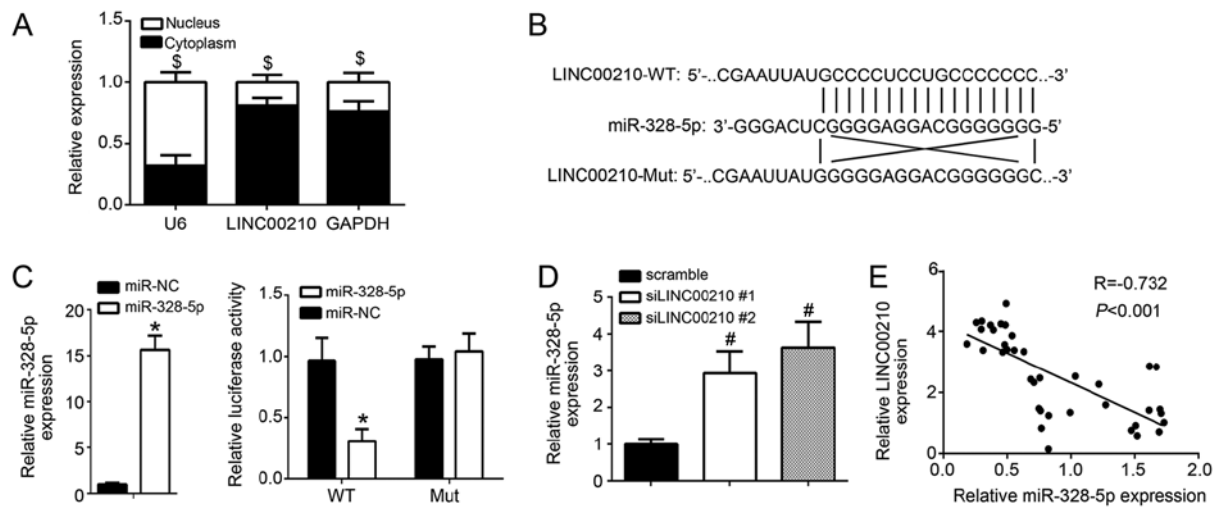 A
Nucleus
Cytoplasm
Relative expression
1.0
0.5
0.0
$
$
$
U6
LINC00210
GAPDH
B
LINC00210-WT: 5'-..CGAAUUAUGCCCCUCCUGCCCCCCC..-3'
miR-328-5p: 3'-GGGACUCGGGGAGGACGGGGGGG-5'
LINC00210-Mut: 5'-..CGAAUUAUGGGGGAGGACGGGGGGC..-3'
C
miR-NC
miR-328-5p
Relative miR-328-5p
expression
20
15
10
5
0
*
miR-328-5p
miR-NC
Relative luciferase activity
1.5
1.0
0.5
0.0
*
WT
Mut
D
scramble
siLINC00210 #1
siLINC00210 #2
Relative miR-328-5p
expression
5
4
3
2
1
0
#
#
E
R=-0.732
P<0.001
Relative LINC00210
expression
6
4
2
0
0.0
0.5
1.0
1.5
2.0
Relative miR-328-5p expression